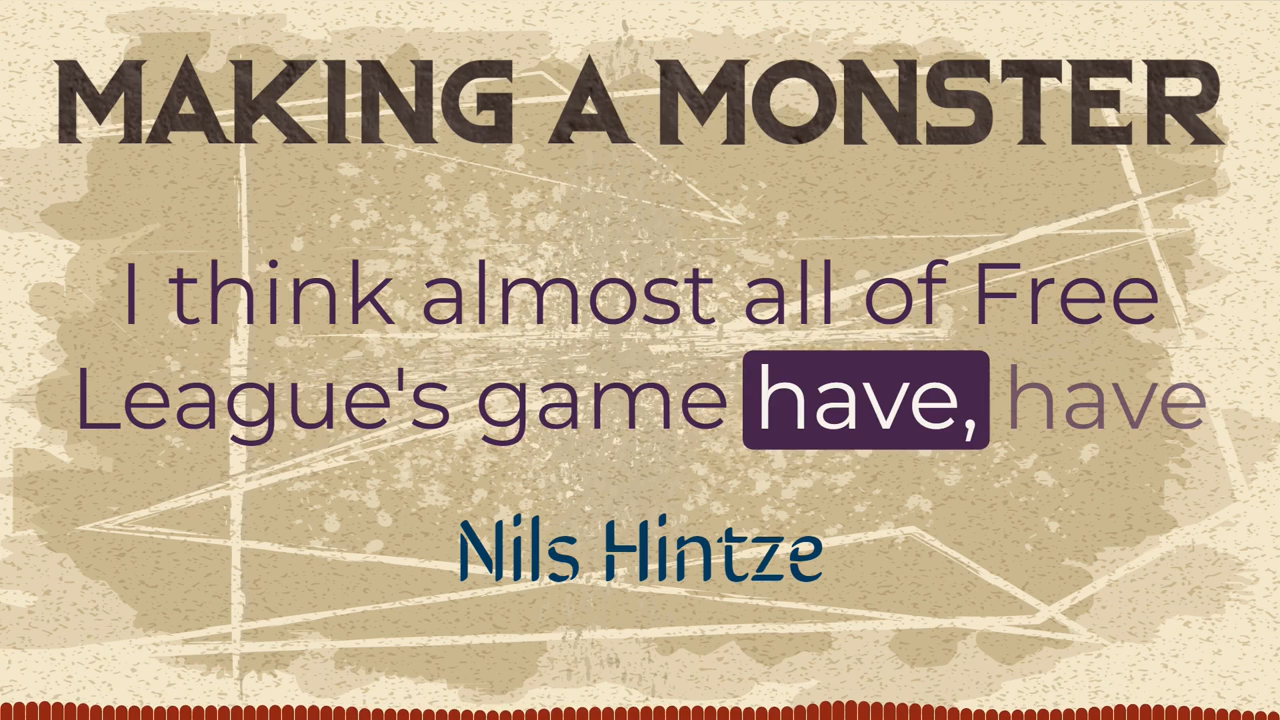 MAKING A MONSTER
I think almost all of Free
League's game have, have
Nils Hintze